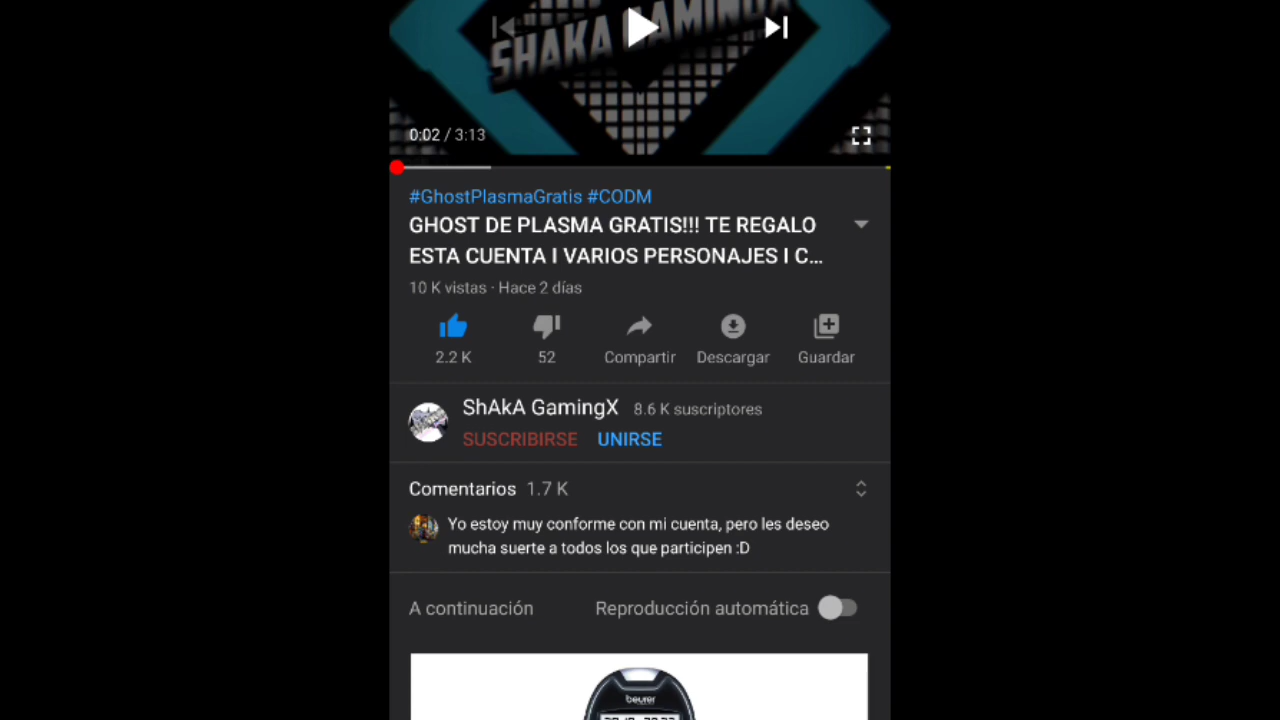 SHAKA GAMINGX
0:02 / 3:13
#GhostPlasmaGratis #CODM
GHOST DE PLASMA GRATIS!!! TE REGALO
ESTA CUENTA I VARIOS PERSONAJES I C...
10 K vistas · Hace 2 días
2.2 K
52
Compartir
Descargar
Guardar
ShAkA GamingX 8.6 K suscriptores
SUSCRIBIRSE UNIRSE
Comentarios 1.7 K
Yo estoy muy conforme con mi cuenta, pero les deseo
mucha suerte a todos los que participen :D
A continuación Reproducción automática
beurer